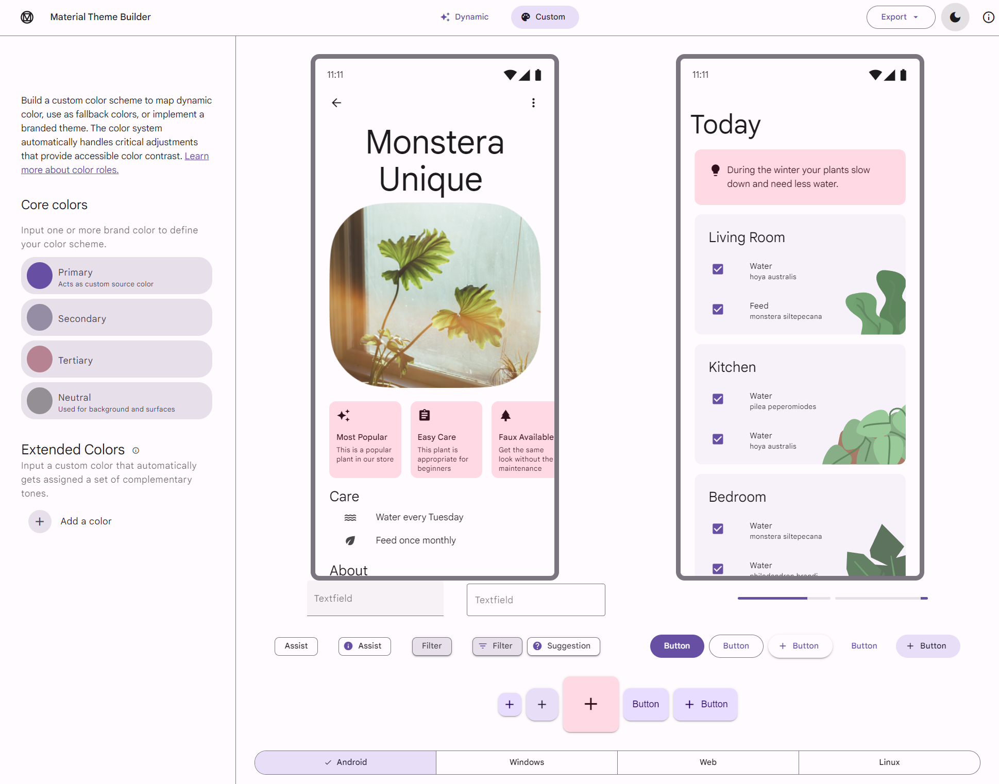 Material Theme Builder
Dynamic
Custom
Export
Build a custom color scheme to map dynamic
color, use as fallback colors, or implement a
branded theme. The color system
automatically handles critical adjustments
that provide accessible color contrast. Learn
more about color roles.
Core colors
Input one or more brand color to define
your color scheme.
Primary
Acts as custom source color
Secondary
Tertiary
Neutral
Used for background and surfaces
Extended Colors
Input a custom color that automatically
gets assigned a set of complementary
tones.
Add a color
11:11
Monstera
Unique
Most Popular
This is a popular
plant in our store
Easy Care
This plant is
appropriate for
beginners
Faux Available
Get the same
look without the
maintenance
Care
Water every Tuesday
Feed once monthly
About
11:11
Today
During the winter your plants slow
down and need less water.
Living Room
Water
hoya australis
Feed
monstera siltepecana
Kitchen
Water
pilea peperomiodes
Water
hoya australis
Bedroom
Water
monstera siltepecana
Water
philodendron brandi
Textfield
Textfield
Assist
Assist
Filter
Filter
Suggestion
Button
Button
Button
Button
Button
Button
Button
Android
Windows
Web
Linux